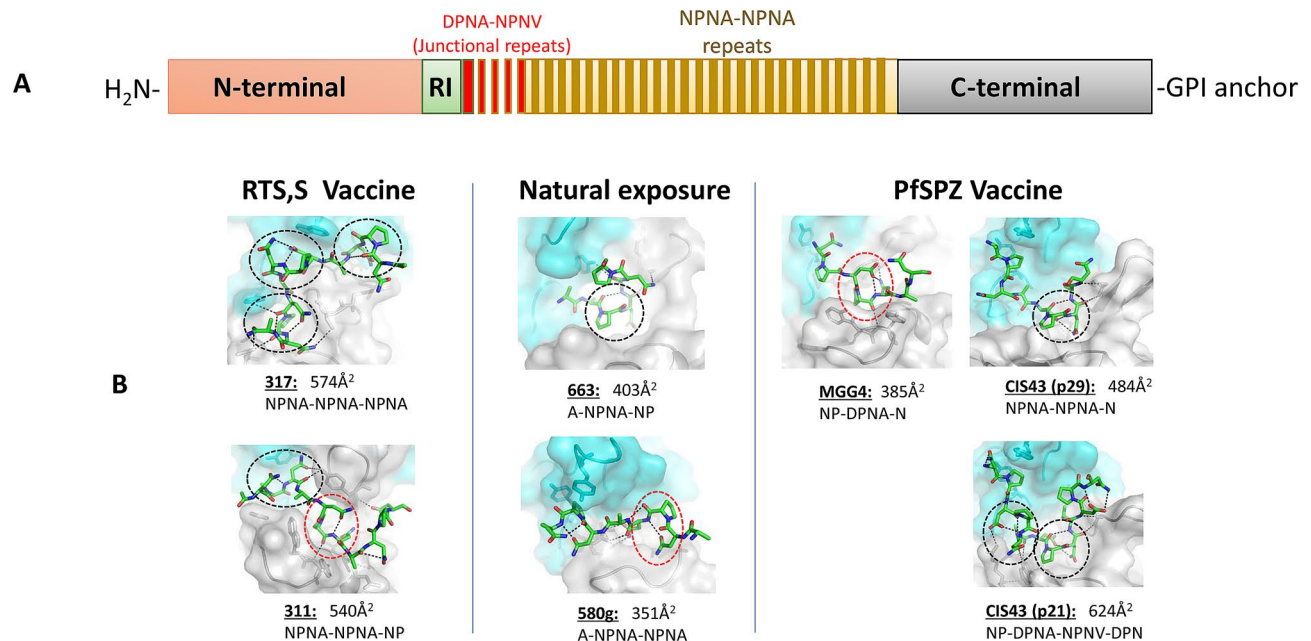 DPNA-NPNV
(Junctional repeats)
NPNA-NPNA
repeats
A
H₂N-
N-terminal
RI
C-terminal
-GPI anchor
RTS,S Vaccine
Natural exposure
PfSPZ Vaccine
B
317: 574Å²
NPNA-NPNA-NPNA
663: 403Å²
A-NPNA-NP
MGG4: 385Å²
NP-DPNA-N
CIS43 (p29): 484Å²
NPNA-NPNA-N
311: 540Å²
NPNA-NPNA-NP
580g: 351Å²
A-NPNA-NPNA
CIS43 (p21): 624Å²
NP-DPNA-NPNV-DPN